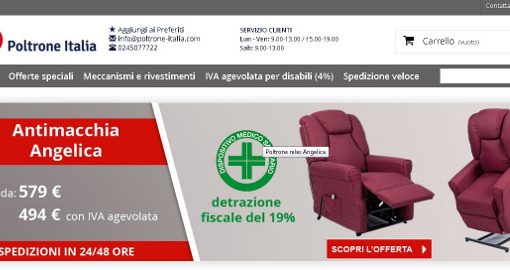 Contatta
Poltrone Italia
Aggiungi ai Preferiti
info@poltrone-italia.com
0245077722
SERVIZIO CLIENTI
Lun - Ven: 9.00-13.00 / 15.00-19.00
Sab: 9.00-13.00
Carrello (vuoto)
Offerte speciali Meccanismi e rivestimenti IVA agevolata per disabili (4%) Spedizione veloce
Antimacchia
Angelica
da: 579 €
494 € con IVA agevolata
SPEDIZIONI IN 24/48 ORE
DISPOSITIVO MEDICO SANITARIO
Poltrone relax Angelica
detrazione
fiscale del 19%
SCOPRI L'OFFERTA